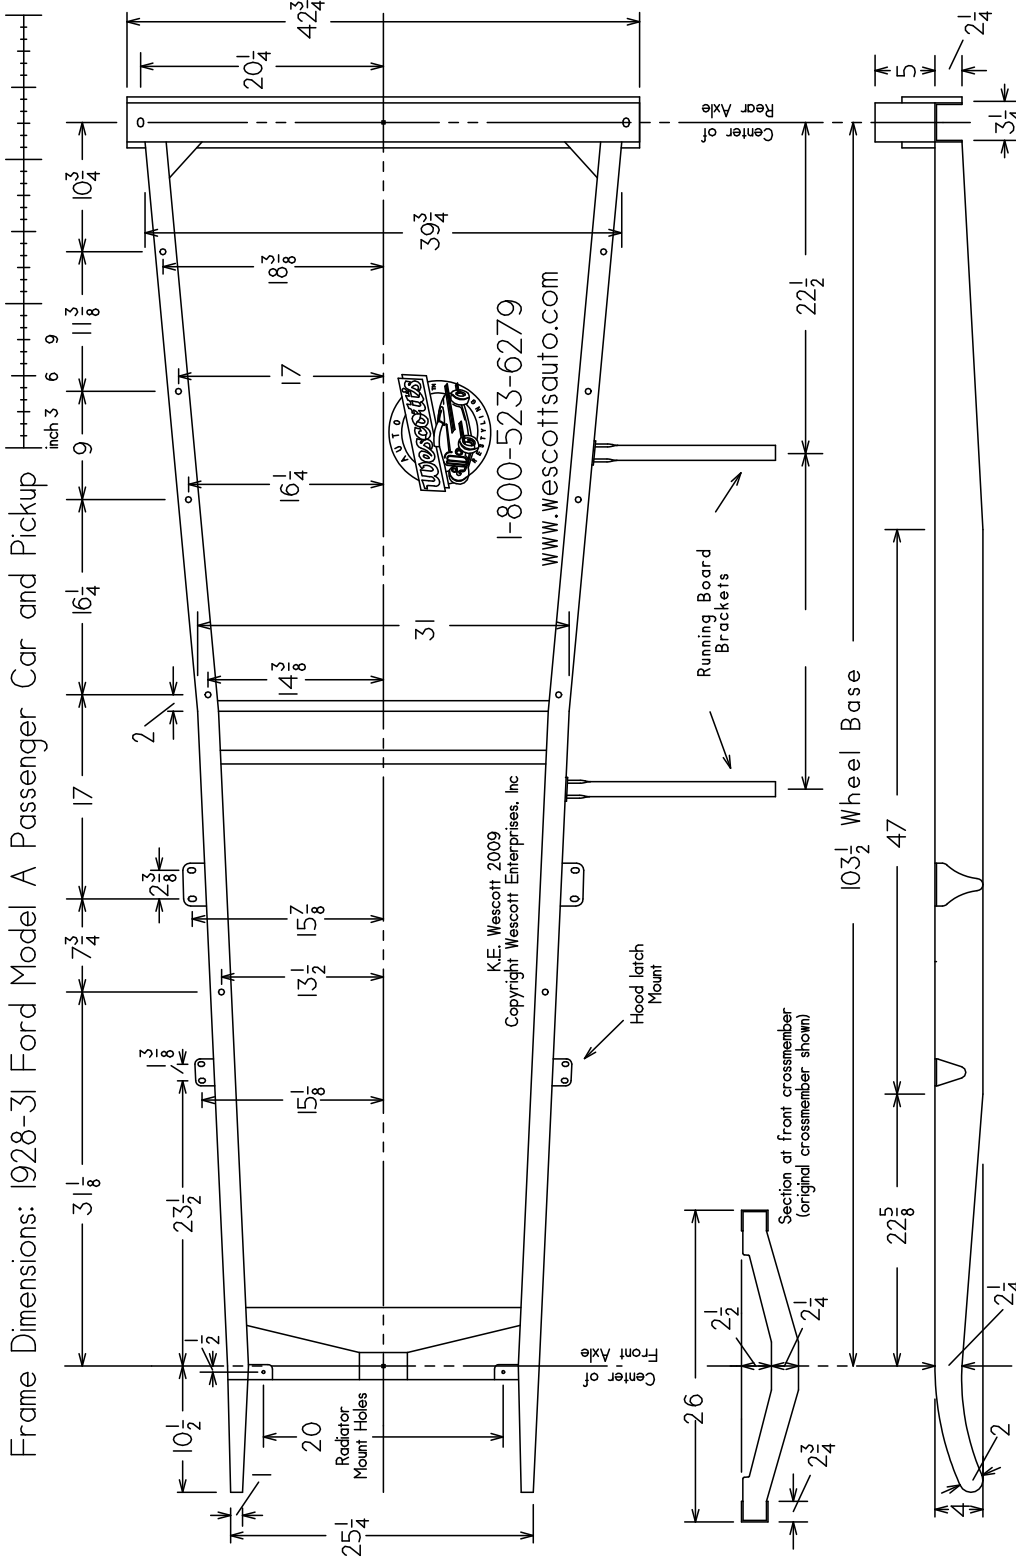 Frame Dimensions: 1928-31 Ford Model A Passenger Car and Pickup
inch 3 6 9
31 1/8
7 3/4
17
16 1/4
9
11 3/8
10 3/4
10 1/2
23 1/2
1/2
1 3/8
2 3/8
2
1
25 1/4
20
Radiator
Mount Holes
15 1/8
13 1/2
15 7/8
14 3/8
31
16 1/4
17
18 3/8
39 3/4
20 1/4
42 3/4
AUTO
Wescott's
RESTYLING
TM
1-800-523-6279
www.wescottsauto.com
K.E. Wescott 2009
Copyright Wescott Enterprises, Inc
Hood latch
Mount
Running Board
Brackets
Center of
Front Axle
Center of
Rear Axle
22 1/2
26
2 1/2
2 1/4
2 3/4
Section at front crossmember
(original crossmember shown)
103 1/2 Wheel Base
22 5/8
47
4
2
2 1/4
5
2 1/4
3 1/4